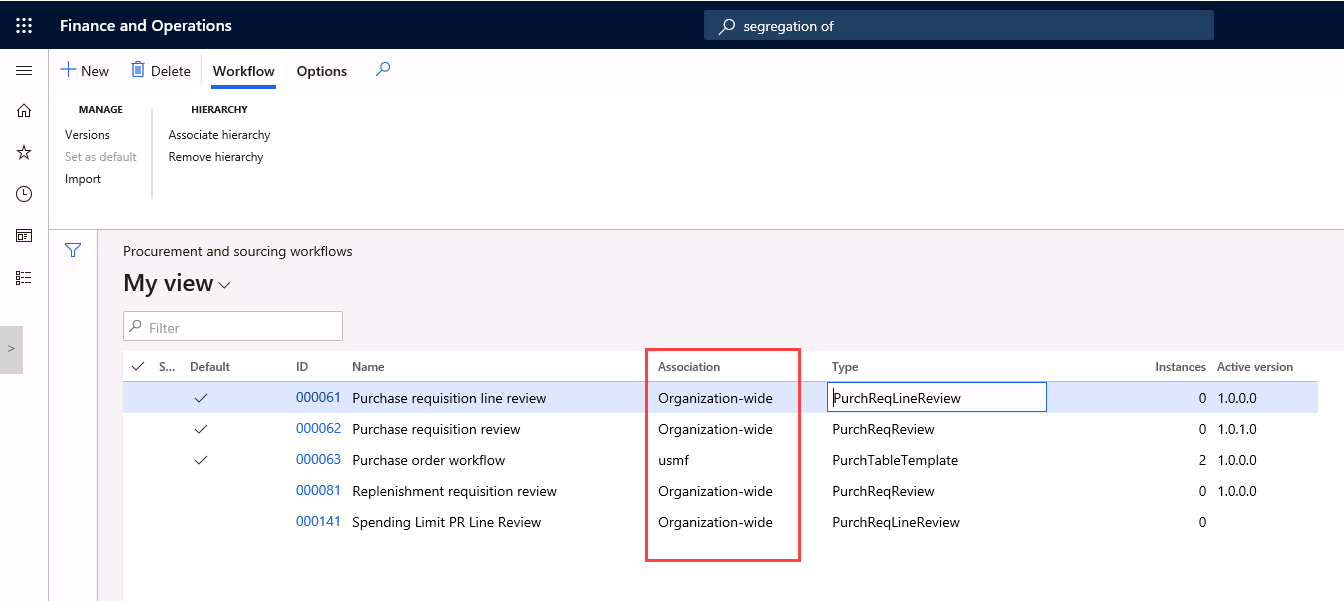 Finance and Operations
segregation of
New Delete Workflow Options
MANAGE HIERARCHY
Versions Associate hierarchy
Set as default Remove hierarchy
Import
Procurement and sourcing workflows
My view
Filter
S... Default ID Name Association Type Instances Active version
000061 Purchase requisition line review Organization-wide PurchReqLineReview 0 1.0.0.0
000062 Purchase requisition review Organization-wide PurchReqReview 0 1.0.1.0
000063 Purchase order workflow usmf PurchTableTemplate 2 1.0.0.0
000081 Replenishment requisition review Organization-wide PurchReqReview 0 1.0.0.0
000141 Spending Limit PR Line Review Organization-wide PurchReqLineReview 0